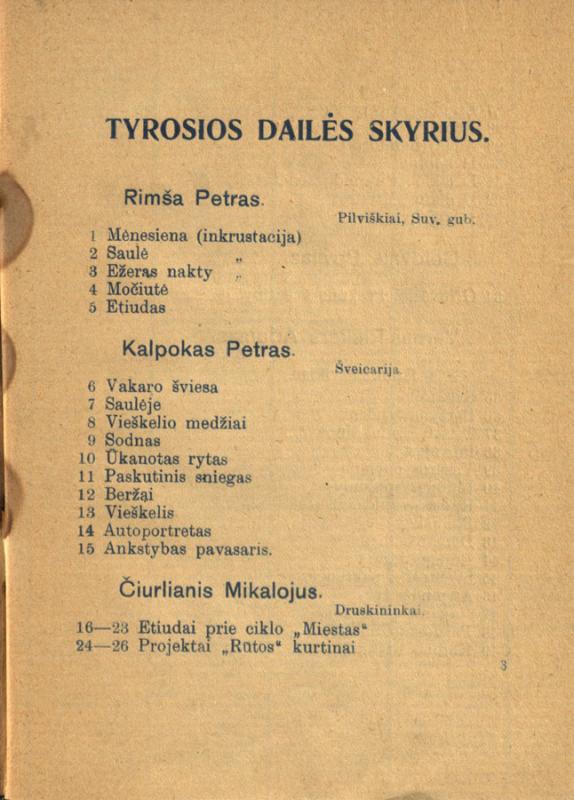 TYROSIOS DAILĖS SKYRIUS.
Rimša Petras.
Pilviškiai, Suv. gub.
1 Mėnesiena (inkrustacija)
2 Saulė „
3 Ežeras nakty „
4 Močiutė
5 Etiudas
Kalpokas Petras.
Šveicarija.
6 Vakaro šviesa
7 Saulėje
8 Vieškelio medžiai
9 Sodnas
10 Ūkanotas rytas
11 Paskutinis sniegas
12 Beržai
13 Vieškelis
14 Autoportretas
15 Ankstybas pavasaris.
Čiurlianis Mikalojus.
Druskininkai.
16—23 Etiudai prie ciklo „Miestas“
24—26 Projektai „Rūtos“ kurtinai
3